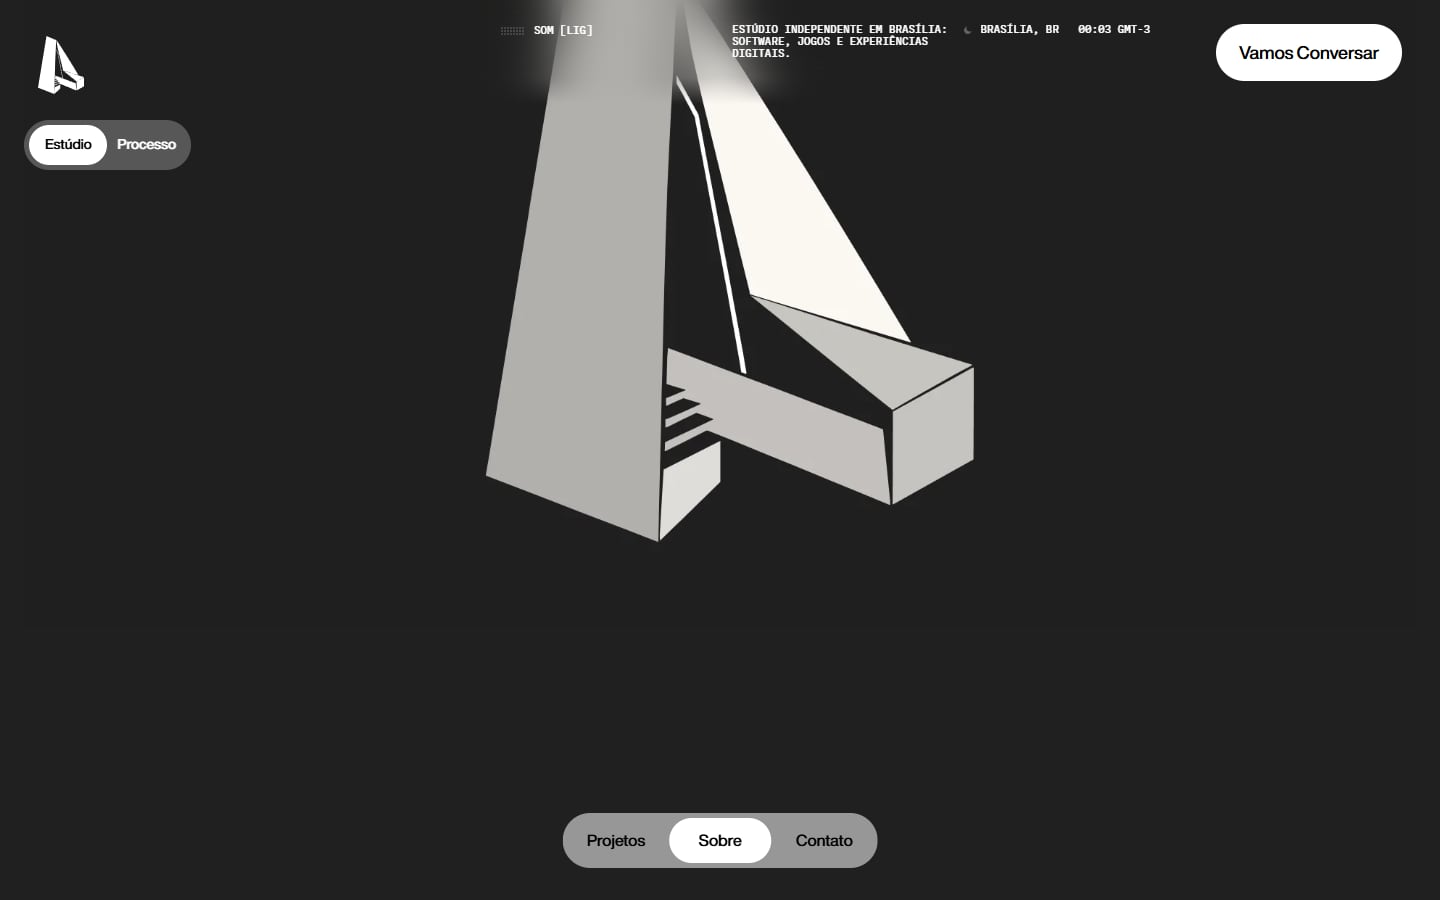 SOM [LIG]
ESTÚDIO INDEPENDENTE EM BRASÍLIA:
SOFTWARE, JOGOS E EXPERIÊNCIAS
DIGITAIS.
BRASÍLIA, BR 00:03 GMT-3
Vamos Conversar
Estúdio Processo
Projetos Sobre Contato